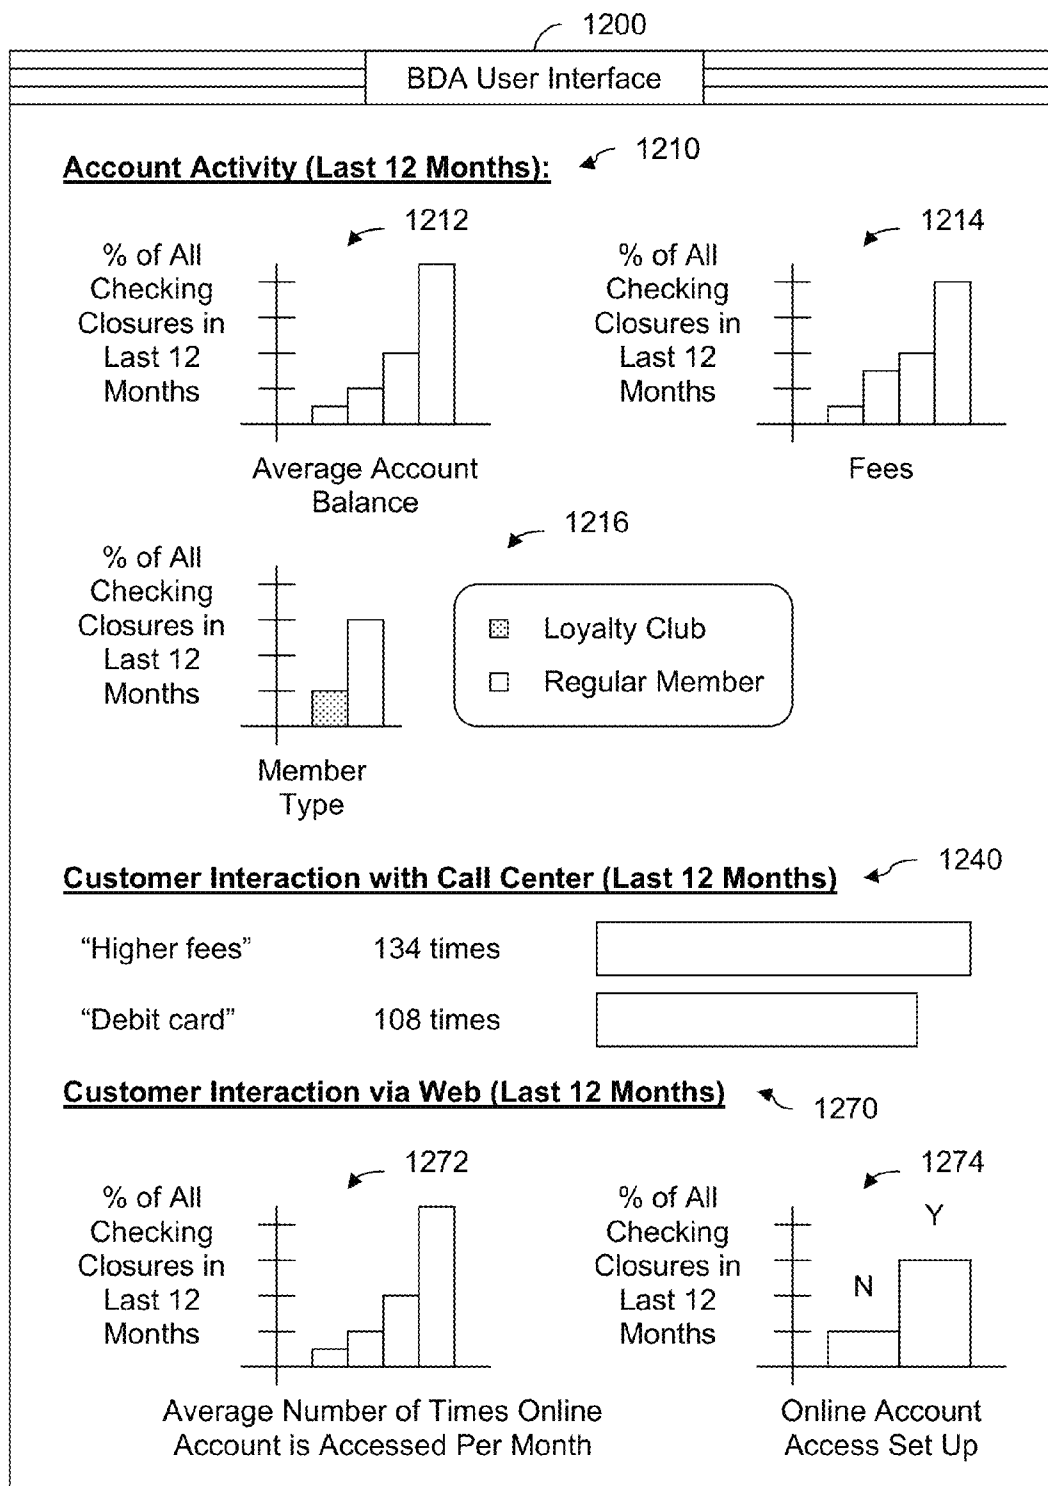 1200
BDA User Interface
Account Activity (Last 12 Months):
1210
1212
% of All
Checking
Closures in
Last 12
Months
Average Account
Balance
1214
% of All
Checking
Closures in
Last 12
Months
Fees
1216
% of All
Checking
Closures in
Last 12
Months
Member
Type
Loyalty Club
Regular Member
Customer Interaction with Call Center (Last 12 Months)
1240
“Higher fees” 134 times
“Debit card” 108 times
Customer Interaction via Web (Last 12 Months)
1270
1272
% of All
Checking
Closures in
Last 12
Months
Average Number of Times Online
Account is Accessed Per Month
1274
% of All
Checking
Closures in
Last 12
Months
N
Y
Online Account
Access Set Up